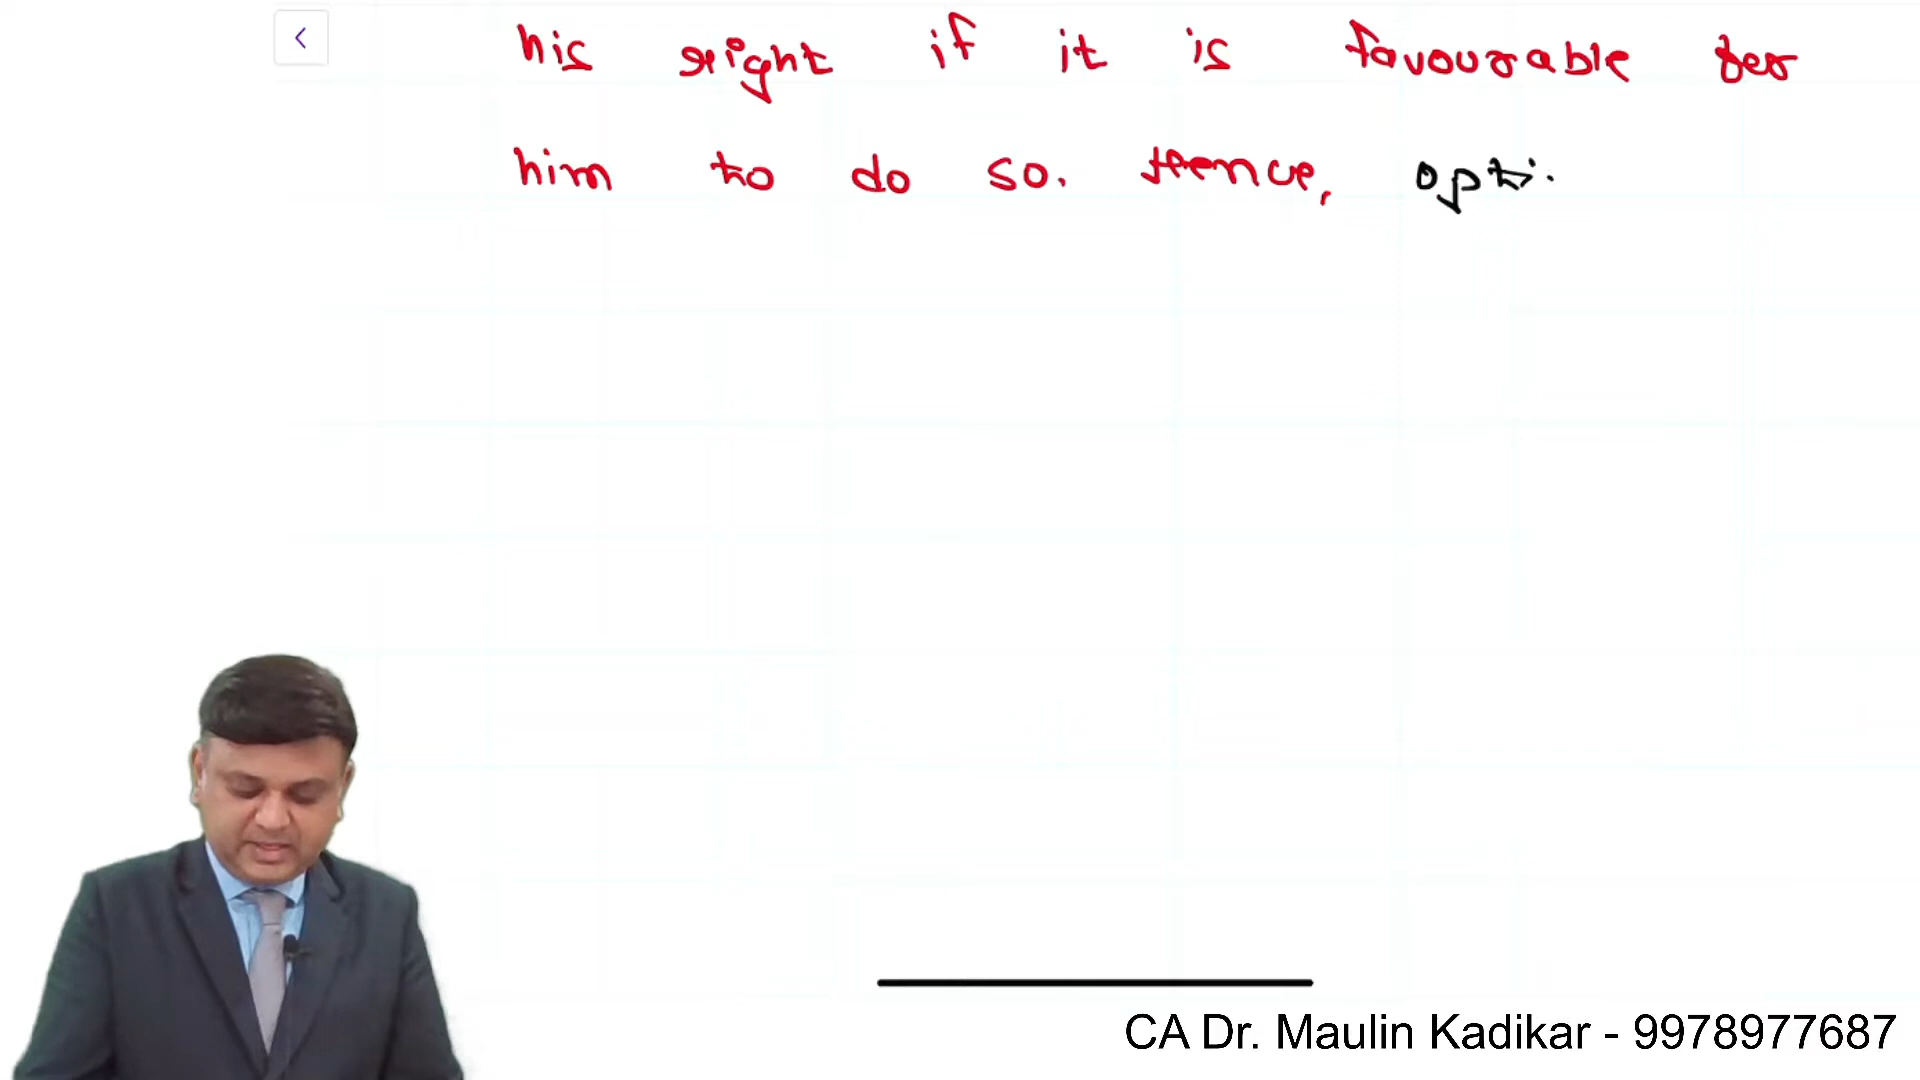 his right if it is favourable for
him to do so. Hence, opti
CA Dr. Maulin Kadikar - 9978977687